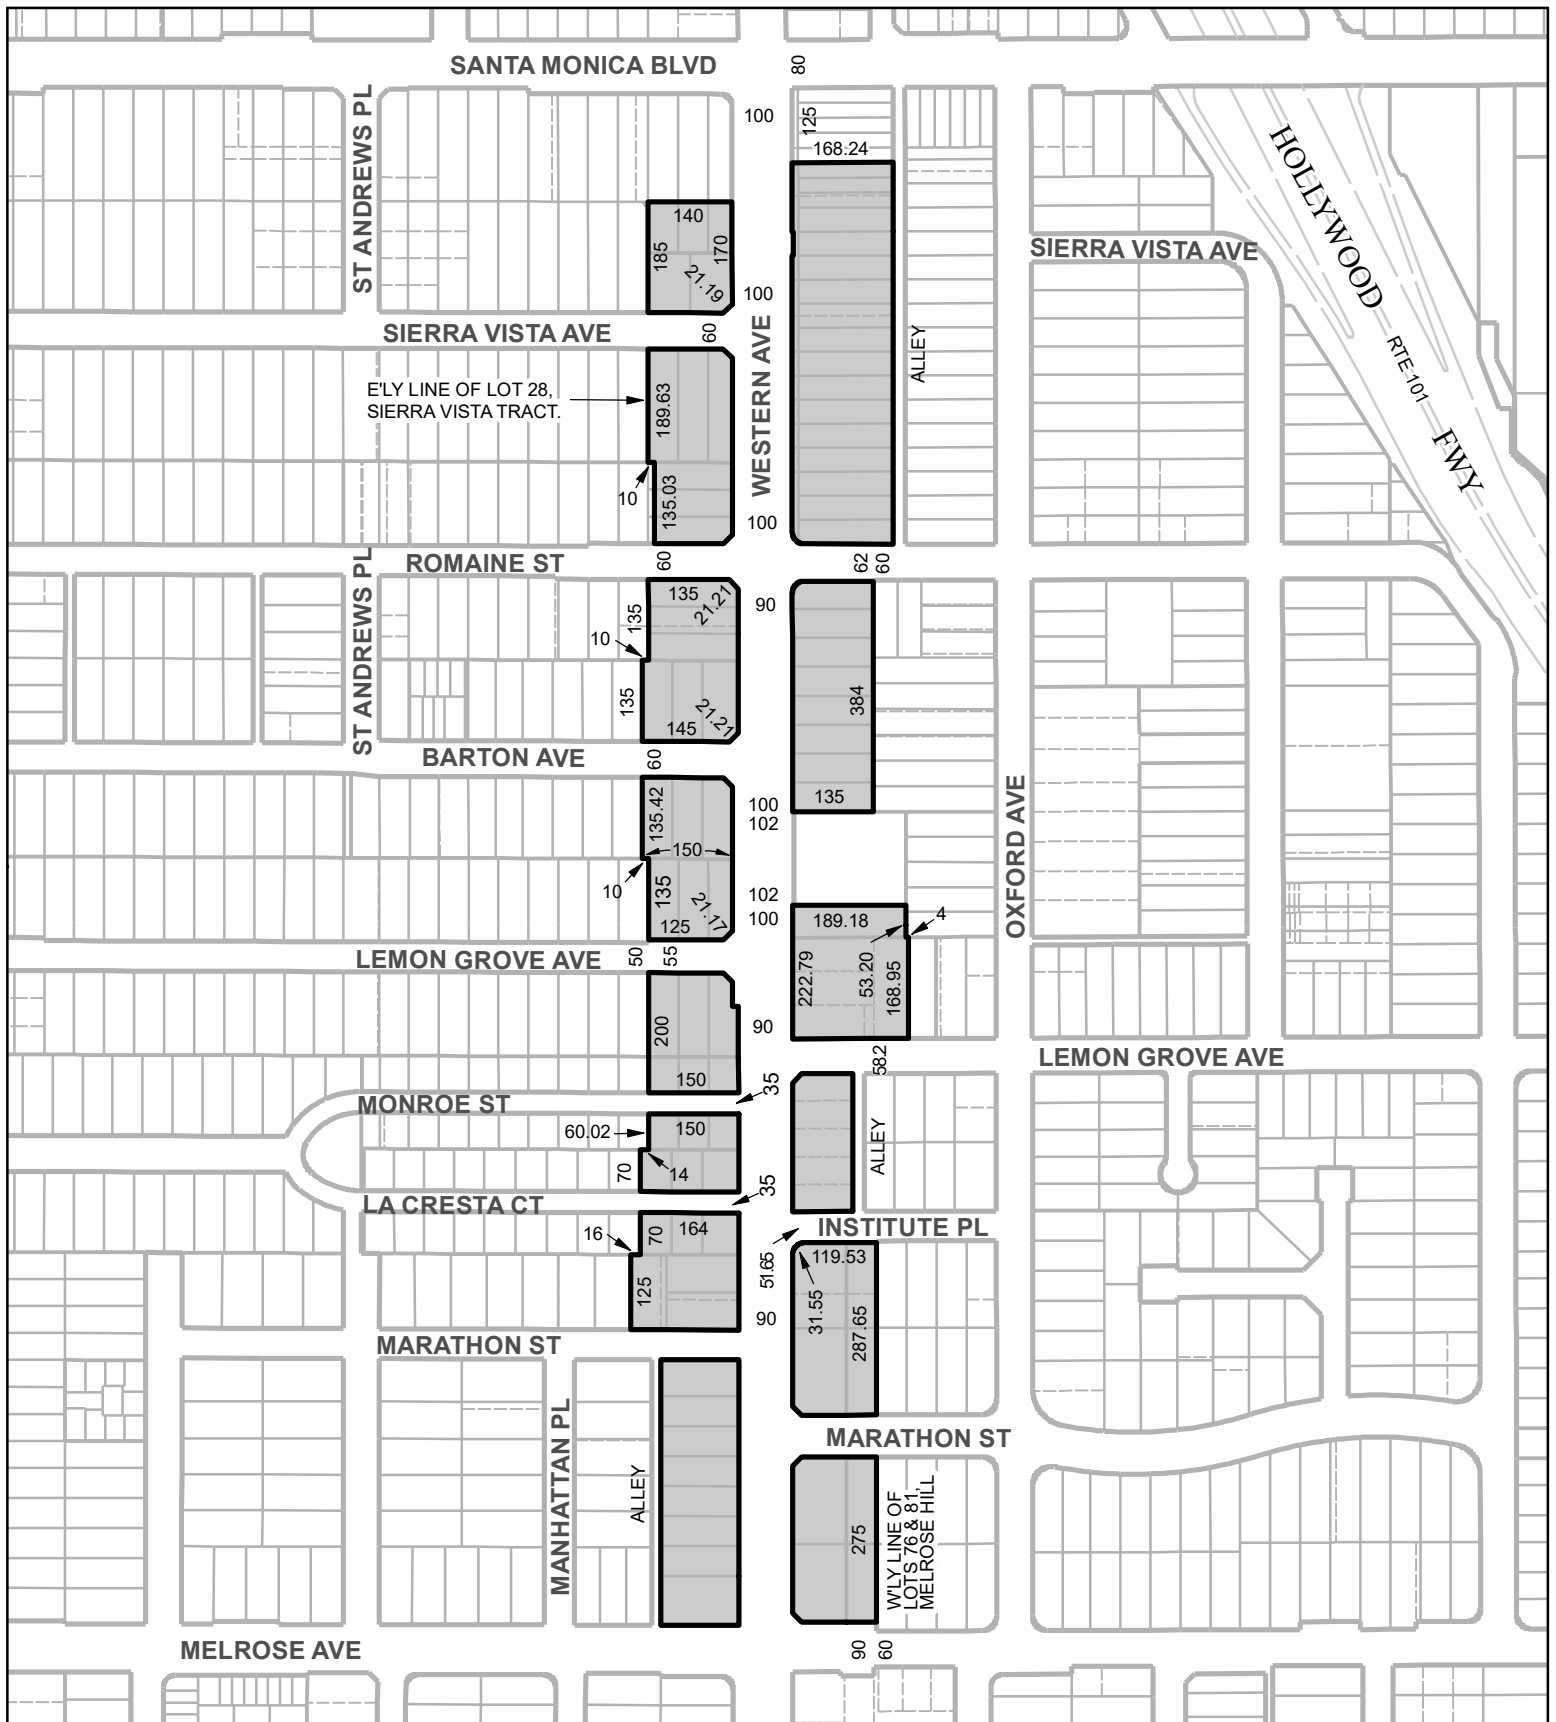 SANTA MONICA BLVD
80
100
125
168.24
ST ANDREWS PL
HOLLYWOOD
140
185
170
21.19
SIERRA VISTA AVE
100
60
SIERRA VISTA AVE
WESTERN AVE
ALLEY
RTE 101
FWY
E'LY LINE OF LOT 28,
SIERRA VISTA TRACT.
189.63
10
135.03
100
ROMAINE ST
60
62
60
ST ANDREWS PL
135
21.21
135
90
10
135
21.21
145
384
BARTON AVE
60
135.42
100
135
102
150
OXFORD AVE
10
135
21.17
125
102
100
189.18
4
LEMON GROVE AVE
50
55
222.79
53.20
168.95
200
90
150
582
LEMON GROVE AVE
35
MONROE ST
60.02
150
ALLEY
70
14
35
LA CRESTA CT
INSTITUTE PL
16
70
164
51.65
119.53
125
31.55
287.65
90
MARATHON ST
MANHATTAN PL
ALLEY
MARATHON ST
275
W'LY LINE OF
LOTS 76 & 81,
MELROSE HILL
MELROSE AVE
90
60